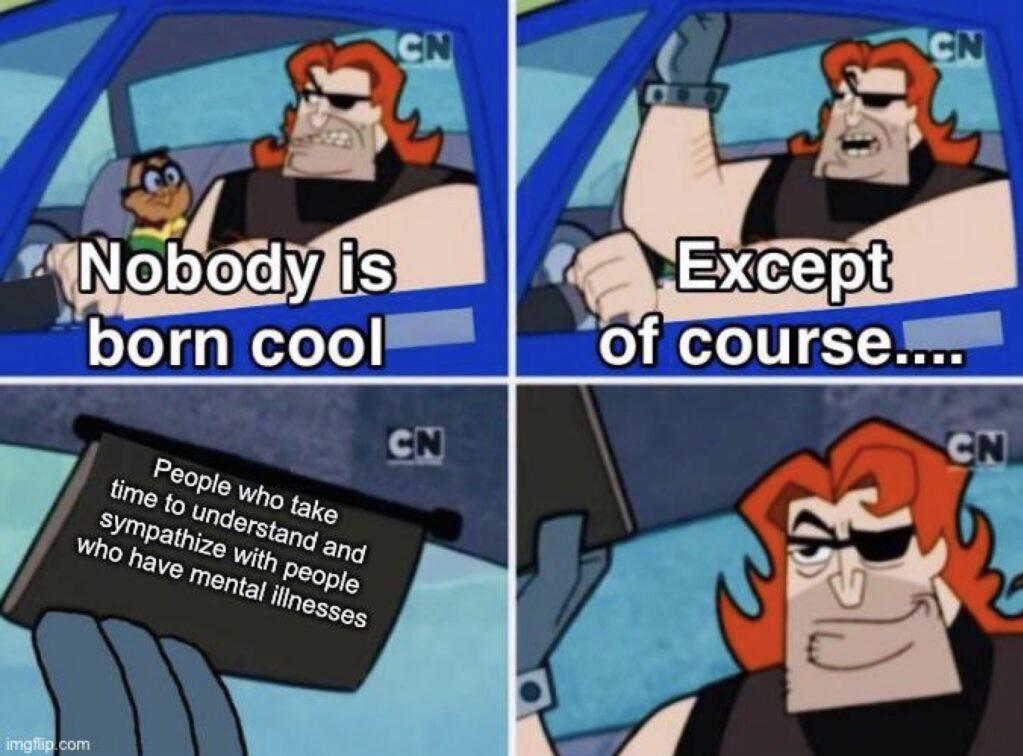 CN
CN
Nobody is
born cool
Except
of course....
CN
CN
People who take
time to understand and
sympathize with people
who have mental illnesses
imgflip.com